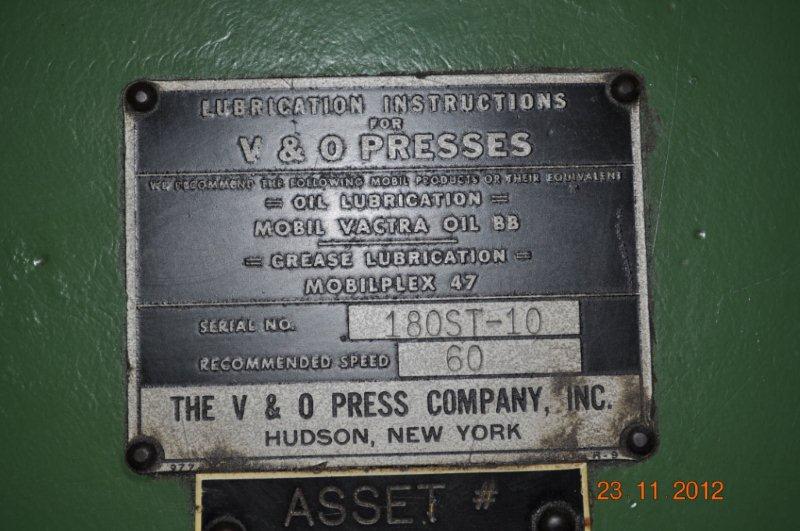 LUBRICATION INSTRUCTIONS
FOR
V & O PRESSES
WE RECOMMEND THE FOLLOWING MOBIL PRODUCTS OR THEIR EQUIVALENT
= OIL LUBRICATION =
MOBIL VACTRA OIL BB
= GREASE LUBRICATION =
MOBILPLEX 47
SERIAL NO. 180ST-10
RECOMMENDED SPEED 60
THE V & O PRESS COMPANY, INC.
HUDSON, NEW YORK
977 R-9
ASSET #
23 11 2012